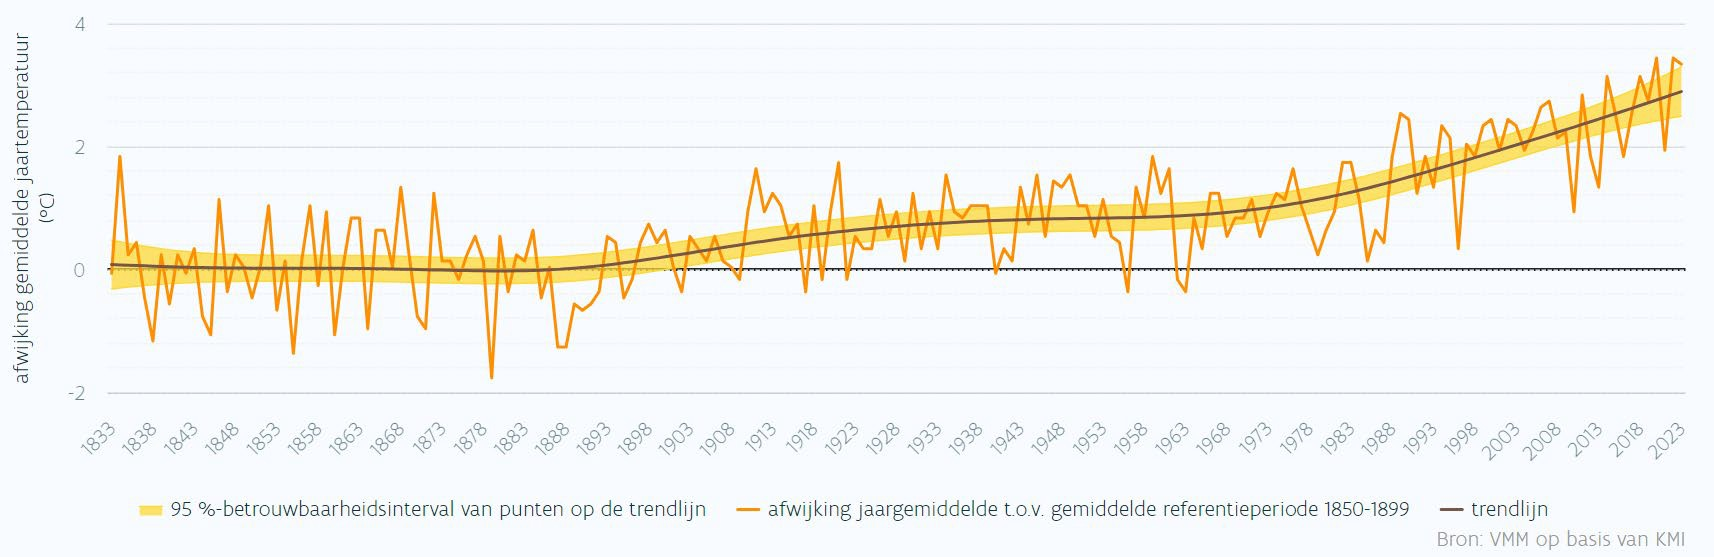 afwijking gemiddelde jaartemperatuur
(°C)
4
2
0
-2
1833 1838 1843 1848 1853 1858 1863 1868 1873 1878 1883 1888 1893 1898 1903 1908 1913 1918 1923 1928 1933 1938 1943 1948 1953 1958 1963 1968 1973 1978 1983 1988 1993 1998 2003 2008 2013 2018 2023
95 %-betrouwbaarheidsinterval van punten op de trendlijn afwijking jaargemiddelde t.o.v. gemiddelde referentieperiode 1850-1899 trendlijn
Bron: VMM op basis van KMI